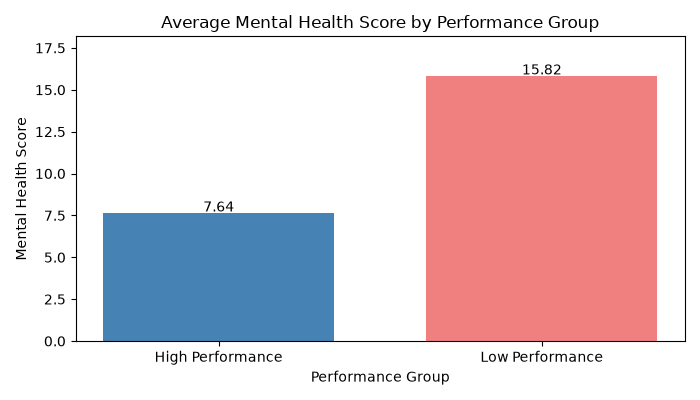 Average Mental Health Score by Performance Group
Mental Health Score
17.5
15.0
12.5
10.0
7.5
5.0
2.5
0.0
7.64
15.82
High Performance
Low Performance
Performance Group